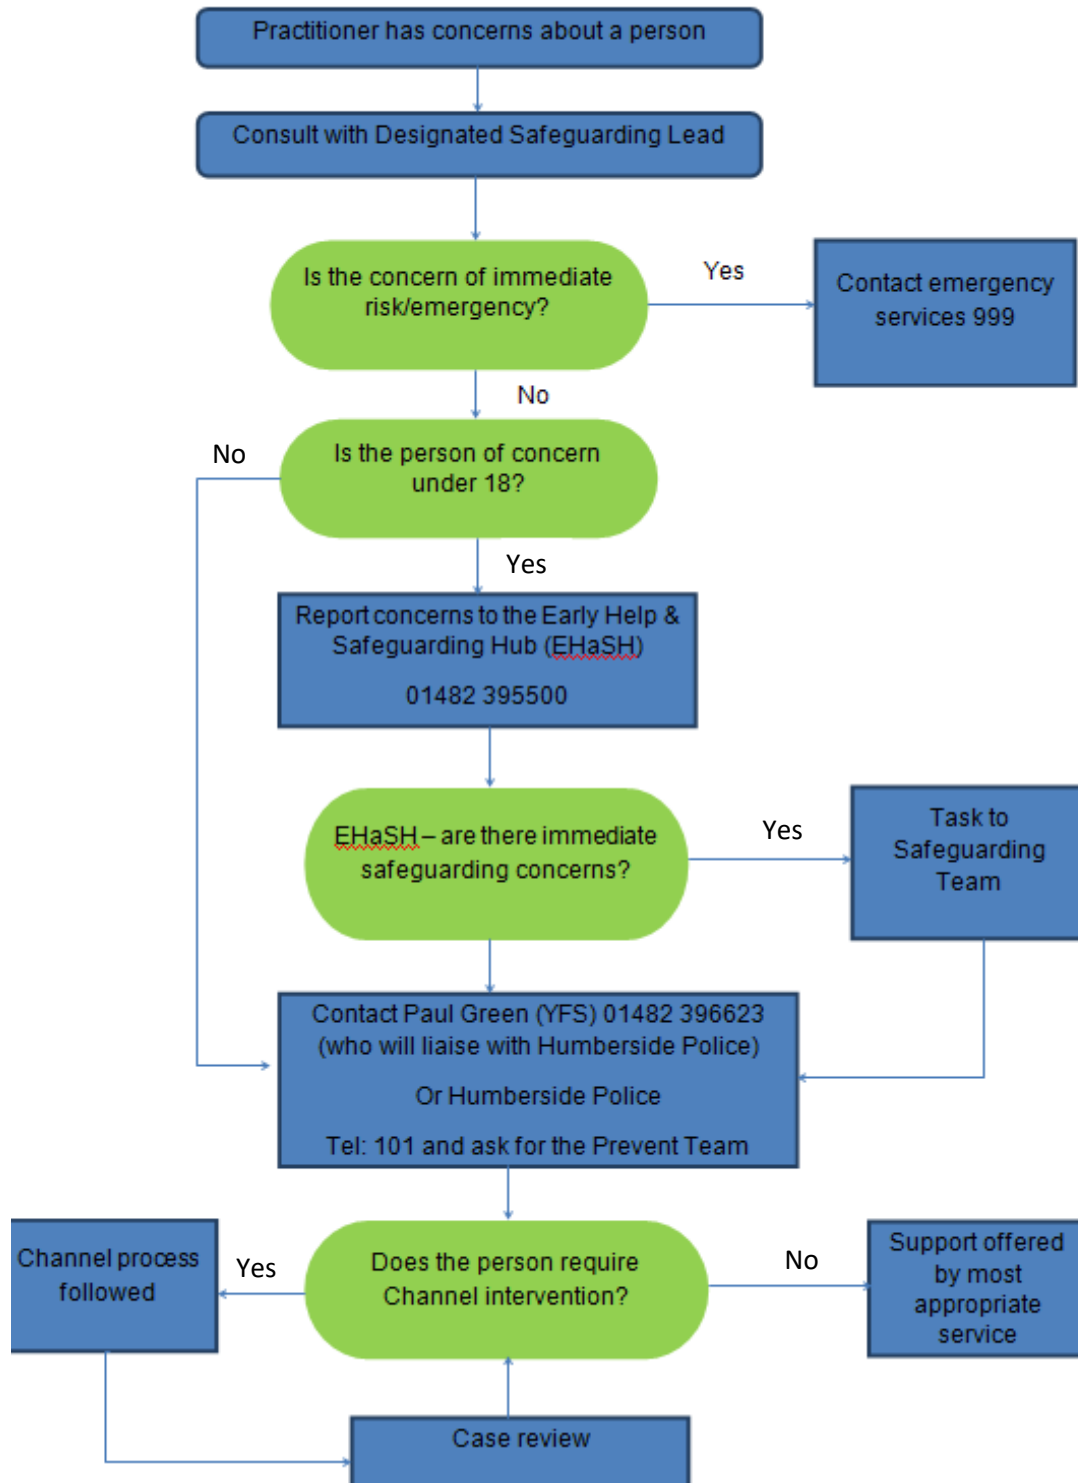 Practitioner has concerns about a person
Consult with Designated Safeguarding Lead
Is the concern of immediate
risk/emergency?
Yes
Contact emergency
services 999
No
Is the person of concern
under 18?
No
Yes
Report concerns to the Early Help &
Safeguarding Hub (EHaSH)
01482 395500
EHaSH – are there immediate
safeguarding concerns?
Yes
Task to
Safeguarding
Team
Contact Paul Green (YFS) 01482 396623
(who will liaise with Humberside Police)
Or Humberside Police
Tel: 101 and ask for the Prevent Team
Does the person require
Channel intervention?
Yes
Channel process
followed
No
Support offered
by most
appropriate
service
Case review